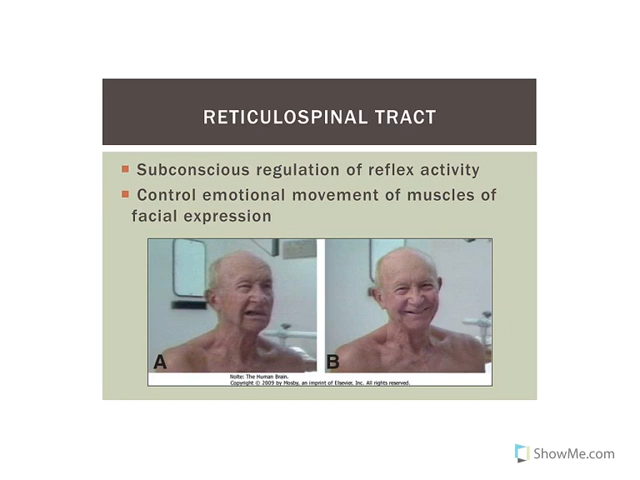 RETICULOSPINAL TRACT
Subconscious regulation of reflex activity
Control emotional movement of muscles of
facial expression
A
B
Nolte: The Human Brain.
Copyright © 2009 by Mosby, an imprint of Elsevier, Inc. All rights reserved.
ShowMe.com